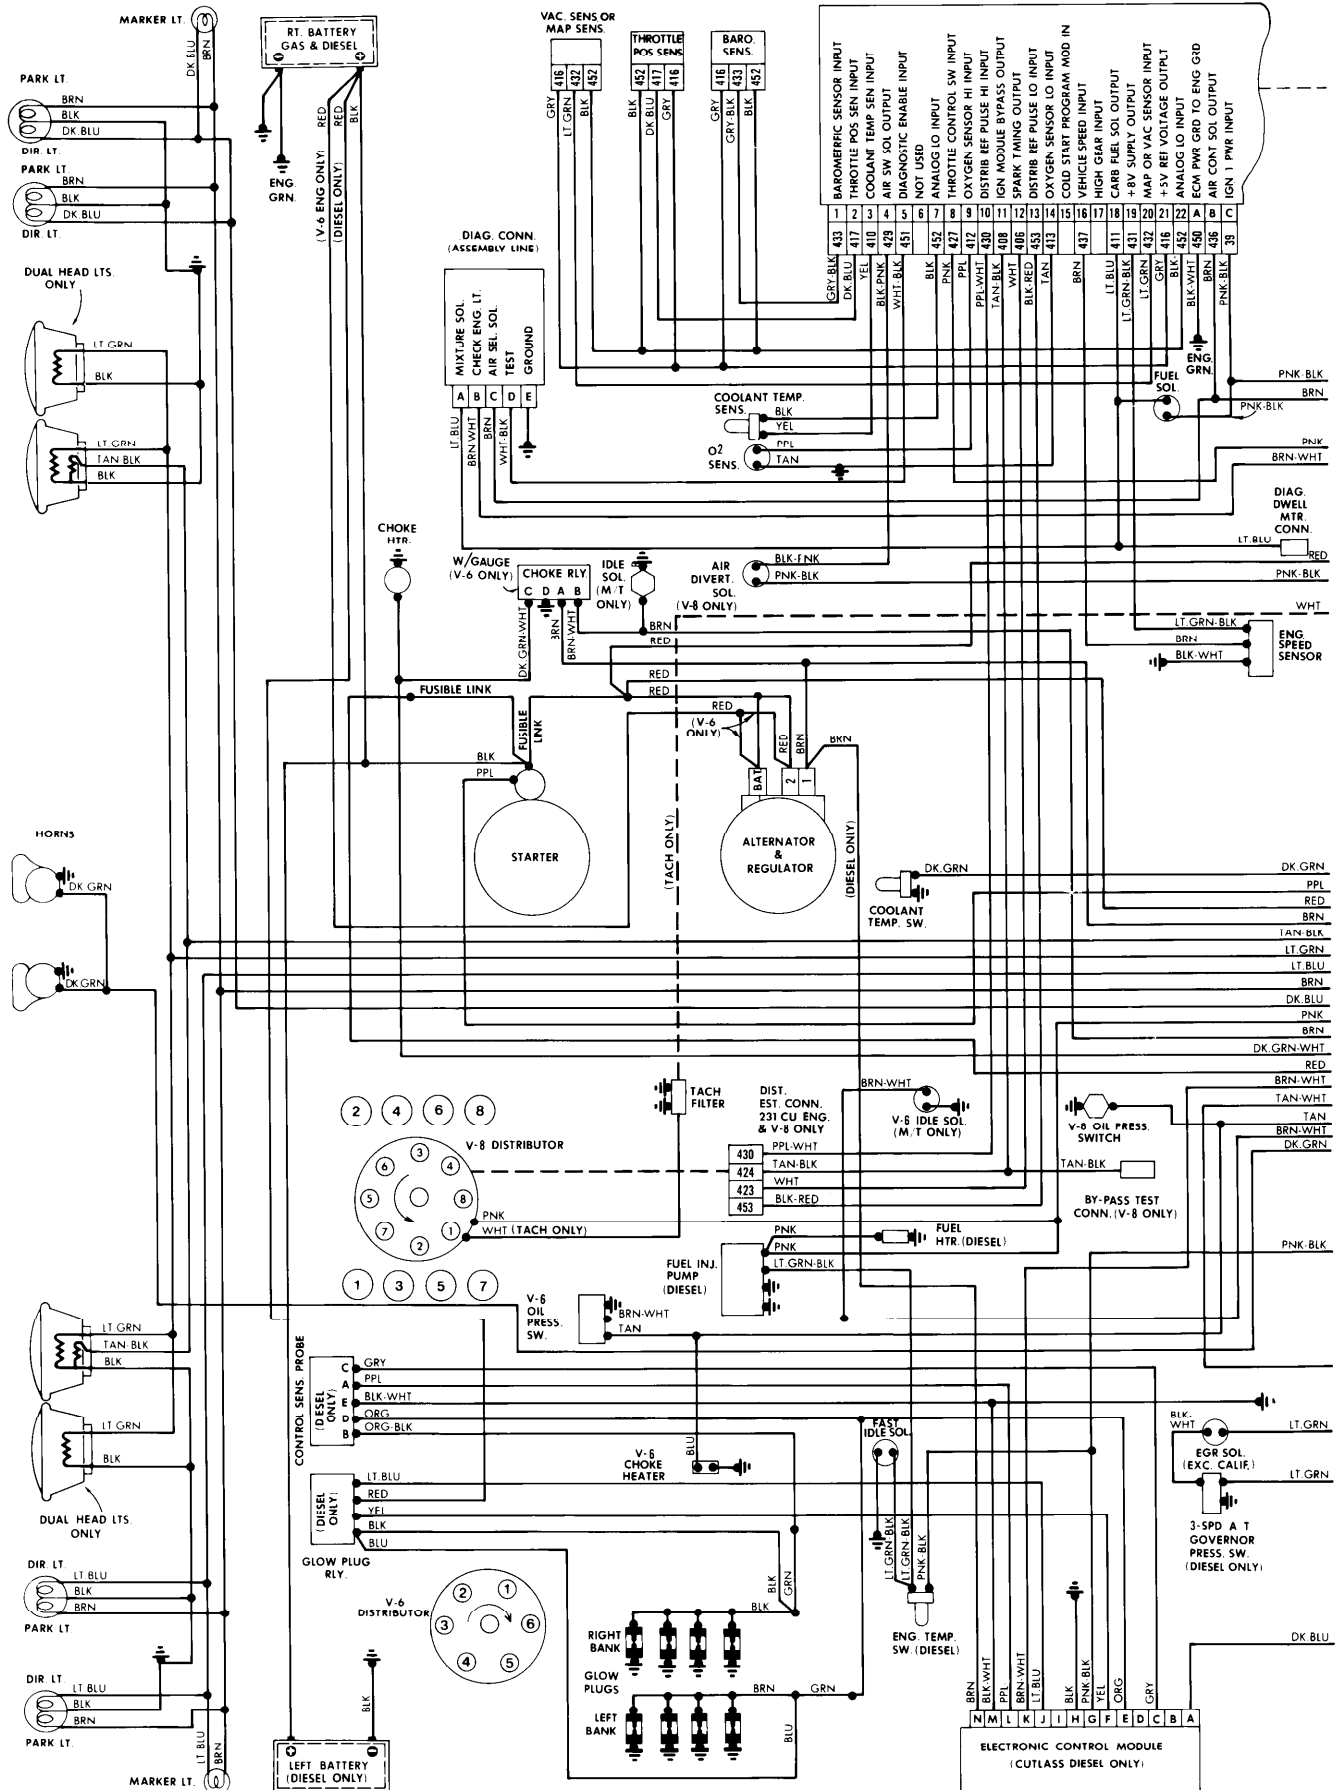 MARKER LT.
DK BLU
BRN
PARK LT.
BRN
BLK
DK.BLU
DIR. LT.
PARK LT.
BRN
BLK
DK.BLU
DIR. LT.
DUAL HEAD LTS.
ONLY
LT GRN
BLK
LT.GRN
TAN BLK
BLK
RT. BATTERY
GAS & DIESEL
RED
RED
BLK
(V-6 ENG ONLY)
(DIESEL ONLY)
ENG.
GRN.
VAC. SENS OR
MAP SENS.
416 432 452
GRY
LT.GRN
BLK
THROTTLE
POS SENS
452 417 416
BLK
DK BLU
GRY
BARO.
SENS.
416 433 452
GRY
GRY-BLK
BLK
BAROMETRFIC SENSOR INPUT
THROTTLE POS SEN INPUT
COOLANT TEMP SEN INPUT
AIR SW SOL OUTPUT
DIAGNOSTIC ENABLE INPUT
NOT USED
ANALOG LO INPUT
THROTTLE CONTROL SW INPUT
OXYGEN SENSOR HI INPUT
DISTRIB REF PULSE HI INPUT
IGN MODULE BYPASS OUTPUT
SPARK TIMING OUTPUT
DISTRIB REF PULSE LO INPUT
OXYGEN SENSOR LO INPUT
COLD START PROGRAM MOD IN
VEHICLE SPEED INPUT
HIGH GEAR INPUT
CARB FUEL SOL OUTPUT
+8V SUPPLY OUTPUT
MAP OR VAC SENSOR INPUT
+5V REF VOLTAGE OUTPUT
ANALOG LO INPUT
ECM PWR GRD TO ENG GRD
AIR CONT SOL OUTPUT
IGN 1 PWR INPUT
1 2 3 4 5 6 7 8 9 10 11 12 13 14 15 16 17 18 19 20 21 22 A B C
433 417 410 429 451 452 427 412 430 408 406 453 413 437 411 431 432 416 452 450 436 39
GRY-BLK
DK.BLU
YEL
BLK-PNK
WHT-BLK
BLK
PNK
PPL
PPL-WHT
TAN-BLK
WHT
BLK-RED
TAN
BRN
LT.BLU
LT.GRN-BLK
LT.GRN
GRY
BLK-
BLK-WHT
BRN
PNK-BLK
DIAG. CONN.
(ASSEMBLY LINE)
MIXTURE SOL.
CHECK ENG. LT.
AIR SEL. SOL
TEST
GROUND
A B C D E
LT BLU
BRN WHT
BRN
WHT-BLK
COOLANT TEMP.
SENS.
BLK
YEL
O2
SENS.
PPL
TAN
ENG.
GRN.
FUEL
SOL.
PNK-BLK
BRN
PNK-BLK
PNK
BRN-WHT
DIAG.
DWELL
MTR.
CONN.
LT.BLU
RED
PNK-BLK
WHT
CHOKE
HTR.
W/GAUGE
(V-6 ONLY)
CHOKE RLY.
C D A B
DK.GRN-WHT
BRN
BRN-WHT
IDLE
SOL.
(M/T
ONLY)
AIR
DIVERT.
SOL.
(V-8 ONLY)
BLK-PNK
PNK-BLK
LT.GRN-BLK
BRN
BLK-WHT
ENG.
SPEED
SENSOR
BRN
RED
RED
RED
RED
FUSIBLE LINK
FUSIBLE
LINK
BLK
PPL
STARTER
(V-6
ONLY)
RED
BRN
BRN
BAT
2
1
ALTERNATOR
&
REGULATOR
(TACH ONLY)
(DIESEL ONLY)
COOLANT
TEMP. SW.
DK.GRN
HORNS
DK GRN
DK GRN
DK.GRN
PPL
RED
BRN
TAN-BLK
LT.GRN
LT.BLU
BRN
DK.BLU
PNK
BRN
DK.GRN-WHT
RED
BRN-WHT
TAN-WHT
TAN
BRN-WHT
DK.GRN
TACH
FILTER
DIST.
EST. CONN.
231 CU ENG.
& V-8 ONLY
BRN-WHT
V-6 IDLE SOL.
(M/T ONLY)
V-8 OIL PRESS.
SWITCH
2 4 6 8
V-8 DISTRIBUTOR
3
4
8
1
2
7
5
6
1 3 5 7
430 PPL-WHT
424 TAN-BLK
423 WHT
453 BLK-RED
TAN-BLK
BY-PASS TEST
CONN. (V-8 ONLY)
PNK
WHT (TACH ONLY)
PNK
PNK
LT.GRN-BLK
FUEL INJ.
PUMP
(DIESEL)
FUEL
HTR.(DIESEL)
PNK-BLK
V-6
OIL
PRESS.
SW.
BRN-WHT
TAN
LT GRN
TAN-BLK
BLK
LT GRN
BLK
DUAL HEAD LTS.
ONLY
CONTROL SENS. PROBE
(DIESEL
ONLY)
C GRY
A PPL
E BLK-WHT
D ORG
B ORG-BLK
V-6
CHOKE
HEATER
BLU
FAST
IDLE SOL.
BLK-
WHT
EGR SOL.
(EXC. CALIF.)
LT.GRN
LT.GRN
3-SPD A T
GOVERNOR
PRESS. SW.
(DIESEL ONLY)
(DIESEL
ONLY)
LT.BLU
RED
YEL
BLK
BLU
GLOW PLUG
RLY.
LT.GRN-BLK
LT.GRN-BLK
PNK-BLK
ENG. TEMP.
SW. (DIESEL)
DIR. LT.
LT BLU
BLK
BRN
PARK LT.
V-6
DISTRIBUTOR
1
2
3
4
5
6
BLK
GRN
BLK
RIGHT
BANK
GLOW
PLUGS
LEFT
BANK
BRN
GRN
BLU
DIR LT.
LT BLU
BLK
BRN
PARK LT.
LT BLU
BRN
MARKER LT.
BLK
LEFT BATTERY
(DIESEL ONLY)
BRN
BLK-WHT
PPL
BRN-WHT
LT.BLU
BLK
PNK-BLK
YEL
ORG
GRY
DK.BLU
N M L K J I H G F E D C B A
ELECTRONIC CONTROL MODULE
(CUTLASS DIESEL ONLY)